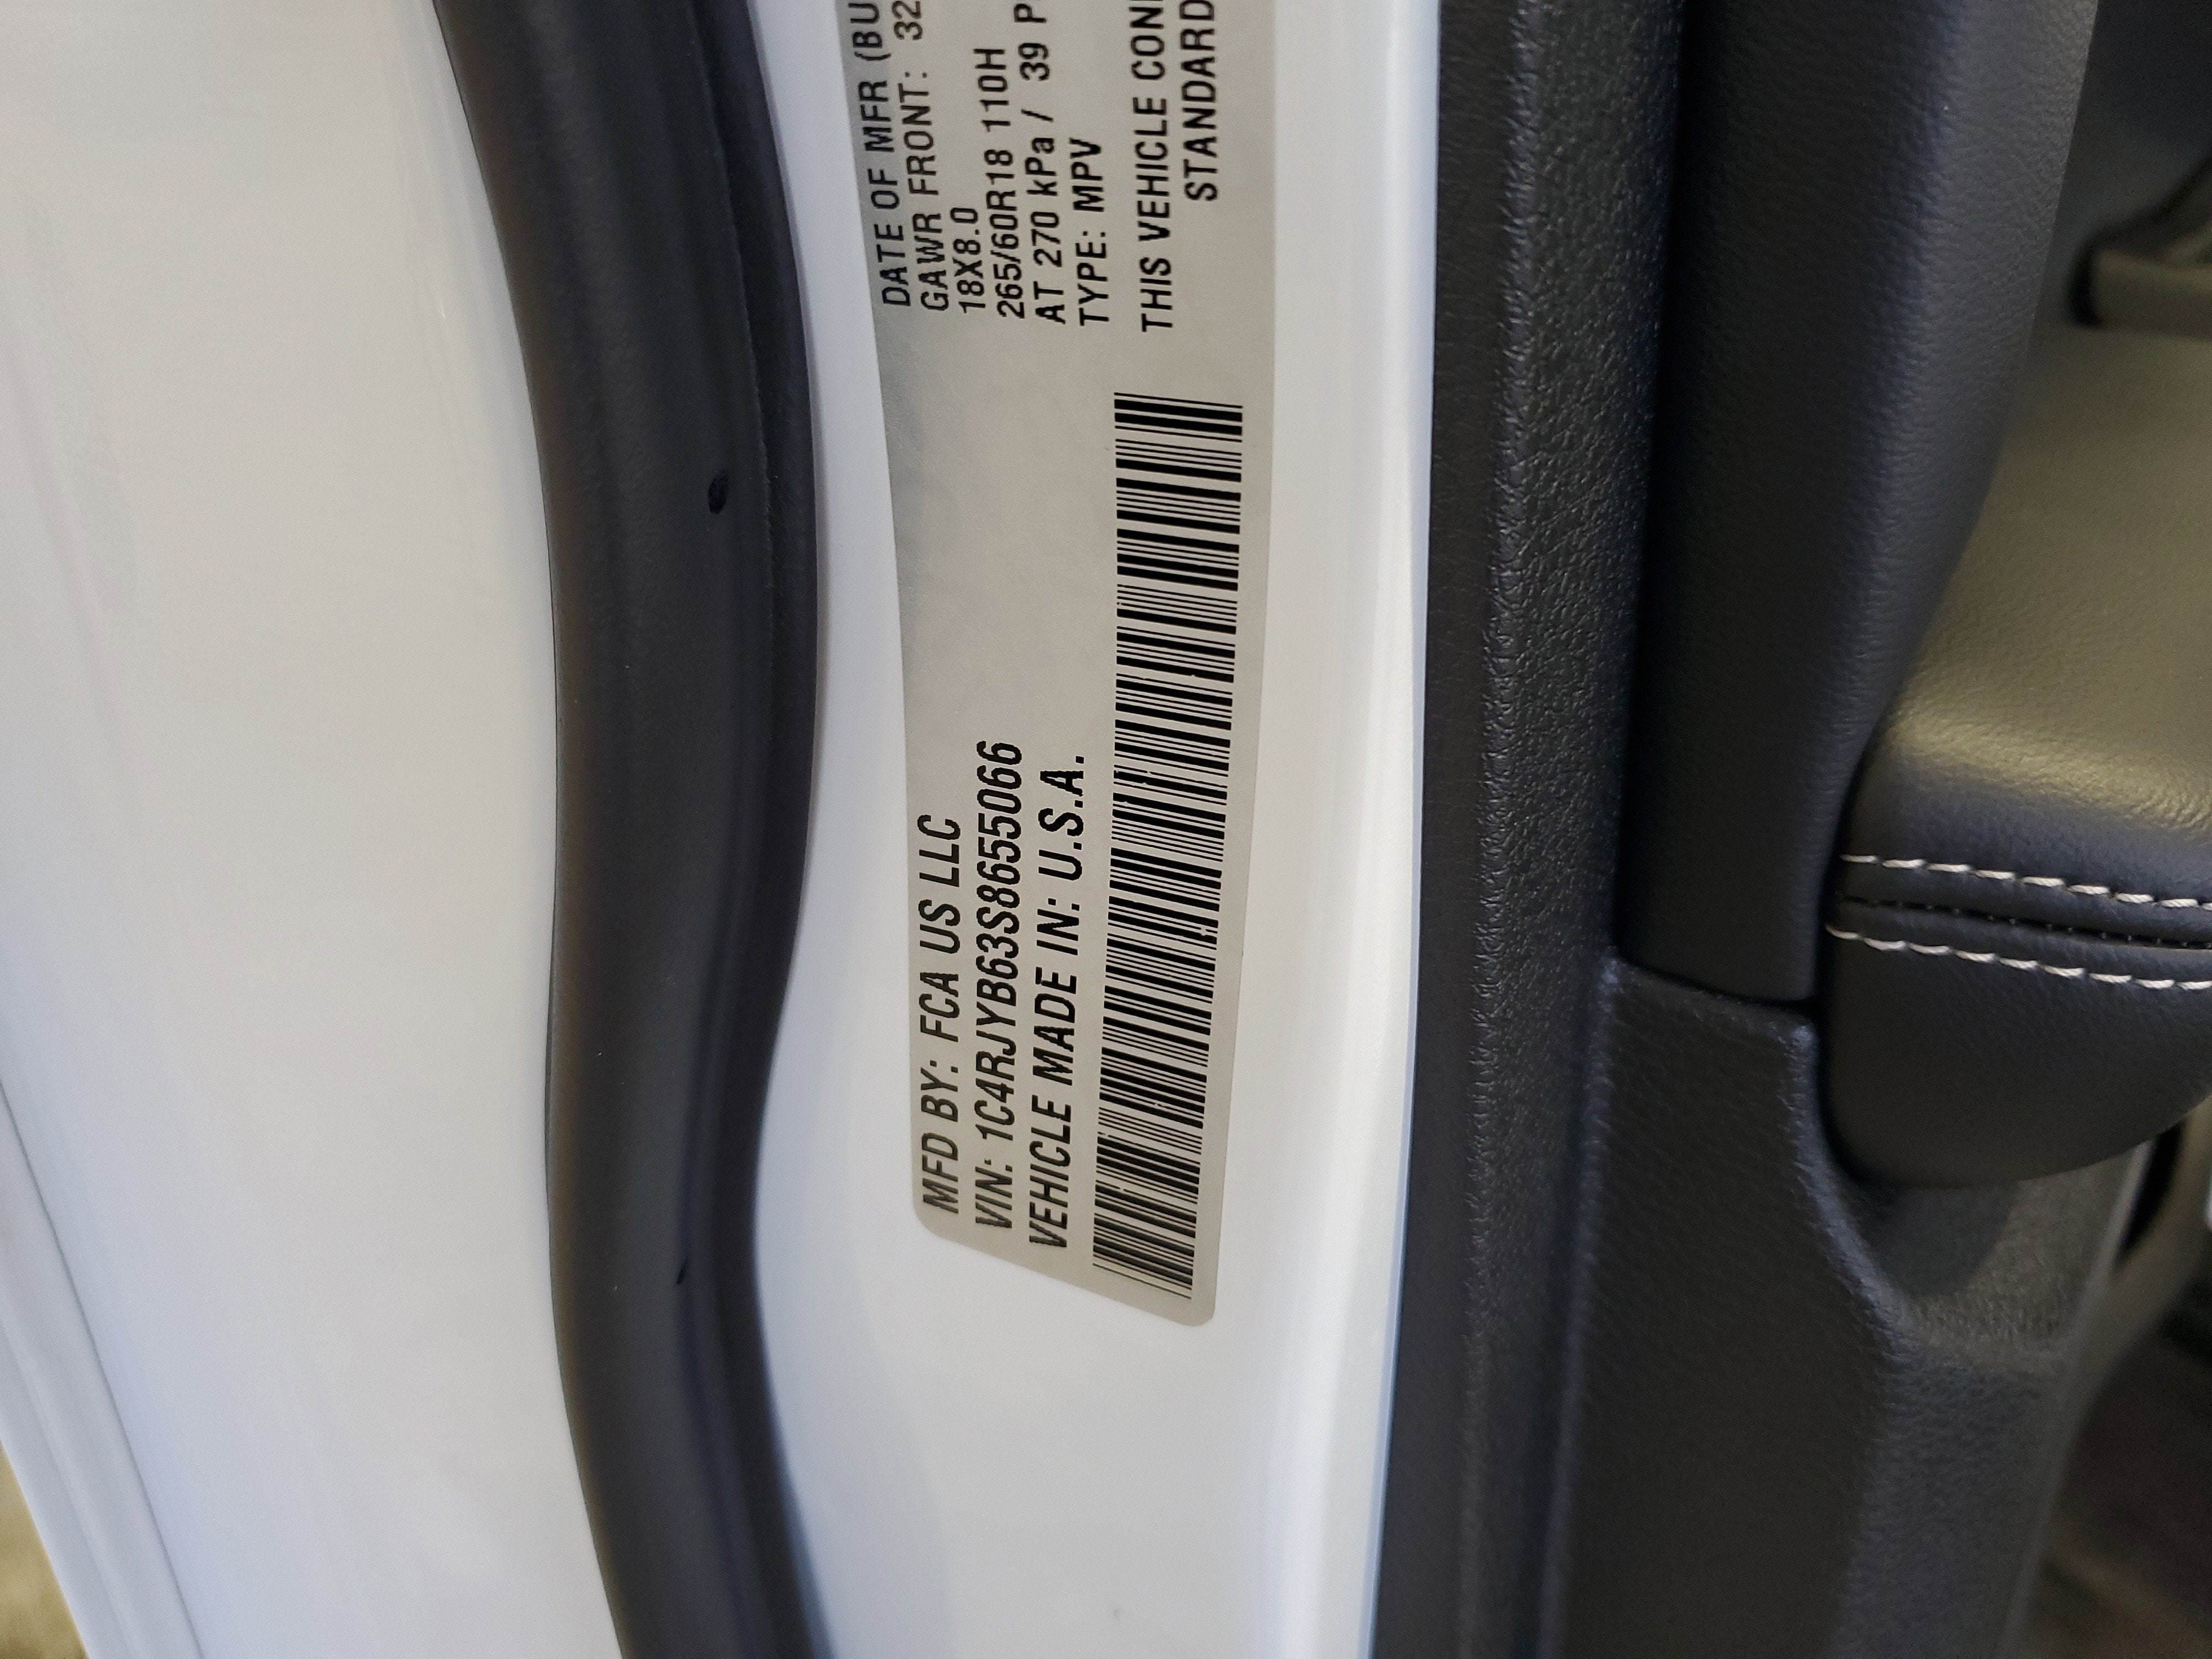 MFD BY: FCA US LLC
VIN: 1C4RJYB63S8655066
VEHICLE MADE IN: U.S.A.
DATE OF MFR (BU
GAWR FRONT: 32
18X8.0
265/60R18 110H
AT 270 kPa / 39 P
TYPE: MPV
THIS VEHICLE CON
STANDARD